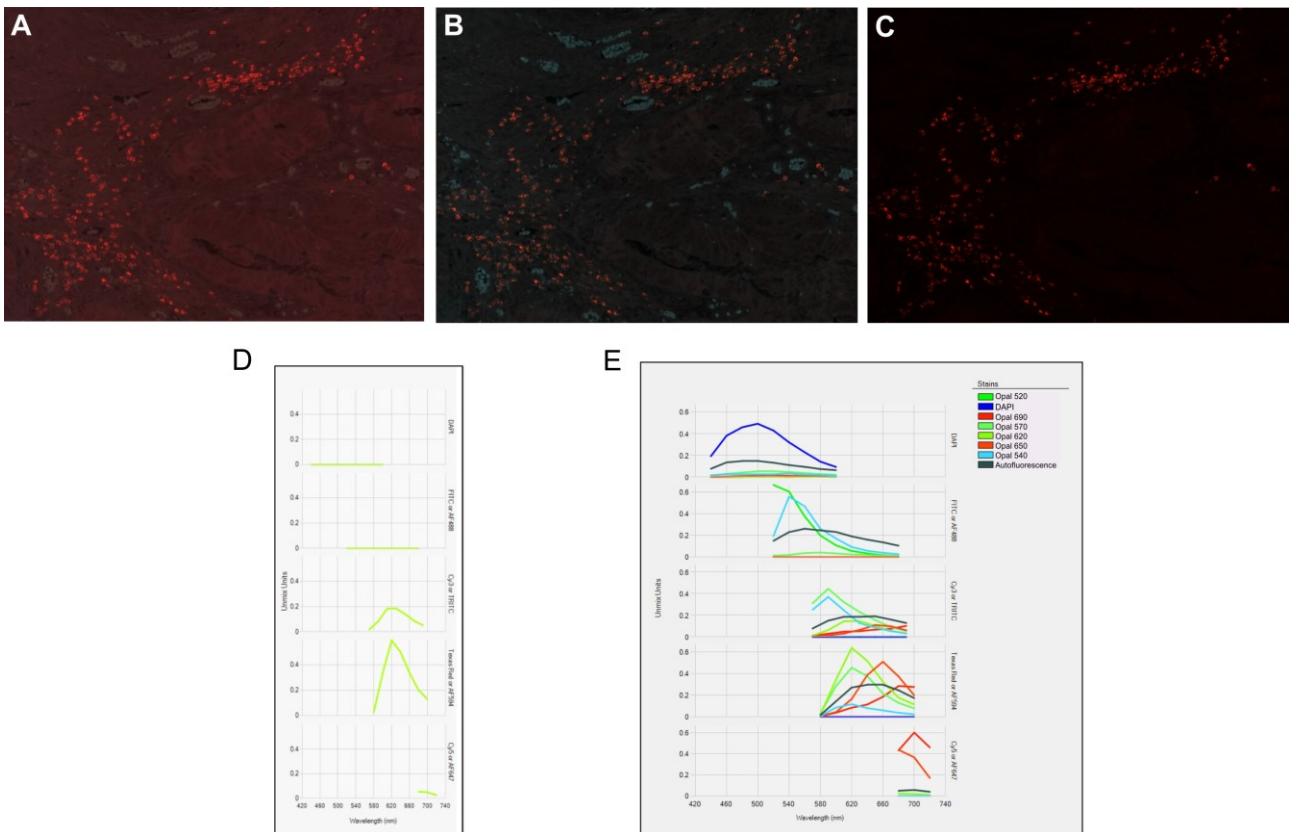 A
B
C
D
E
0.4
0.2
0
DAPI
0.4
0.2
0
FITC or AF488
0.4
0.2
0
Cy3 or TRITC
0.4
0.2
0
Texas Red or AF594
0.4
0.2
0
Cy5 or AF647
Unmix Units
420 460 500 540 580 620 660 700 740
Wavelength (nm)
Stains
Opal 520
DAPI
Opal 690
Opal 570
Opal 620
Opal 650
Opal 540
Autofluorescence
0.6
0.4
0.2
0
DAPI
0.6
0.4
0.2
0
FITC or AF488
0.6
0.4
0.2
0
Cy3 or TRITC
0.6
0.4
0.2
0
Texas Red or AF594
0.6
0.4
0.2
0
Cy5 or AF647
Unmix Units
420 460 500 540 580 620 660 700 740
Wavelength (nm)